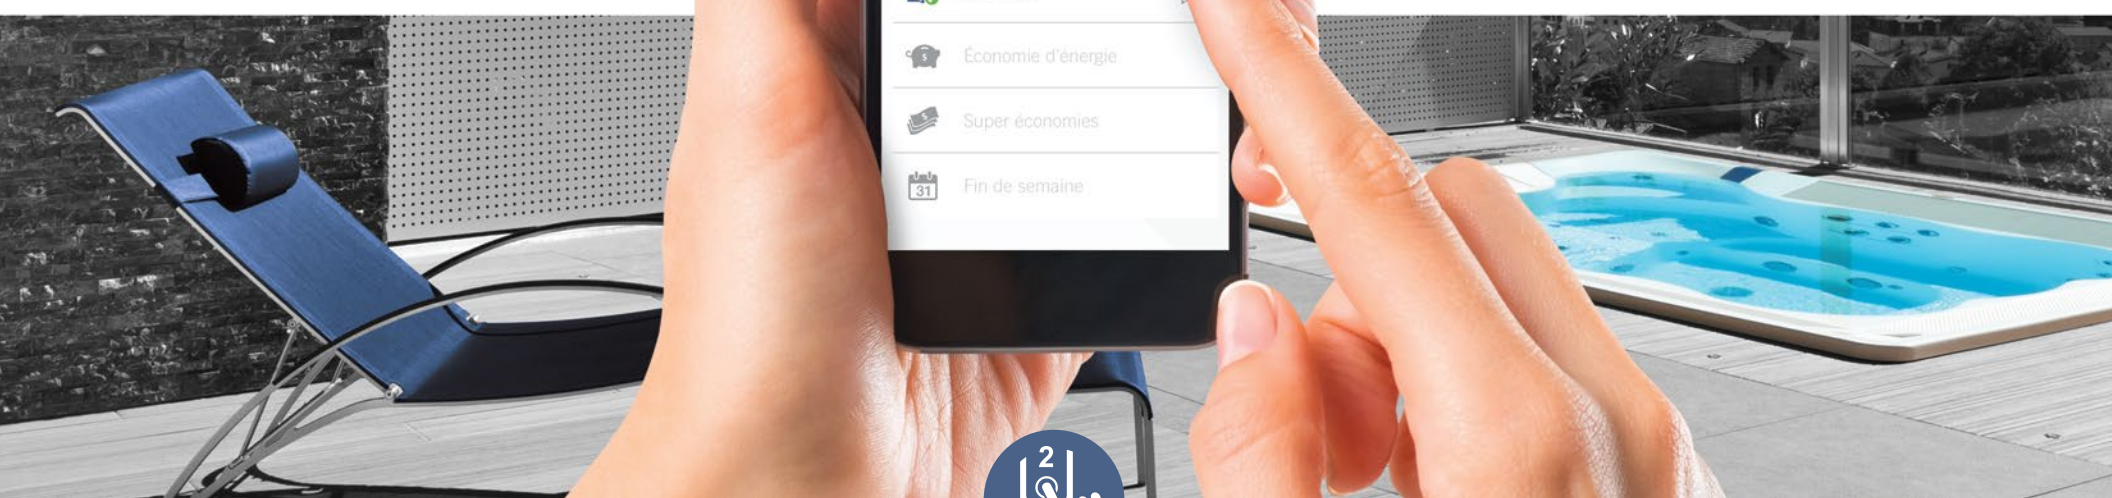 Économie d'énergie
Super économies
31
Fin de semaine
2